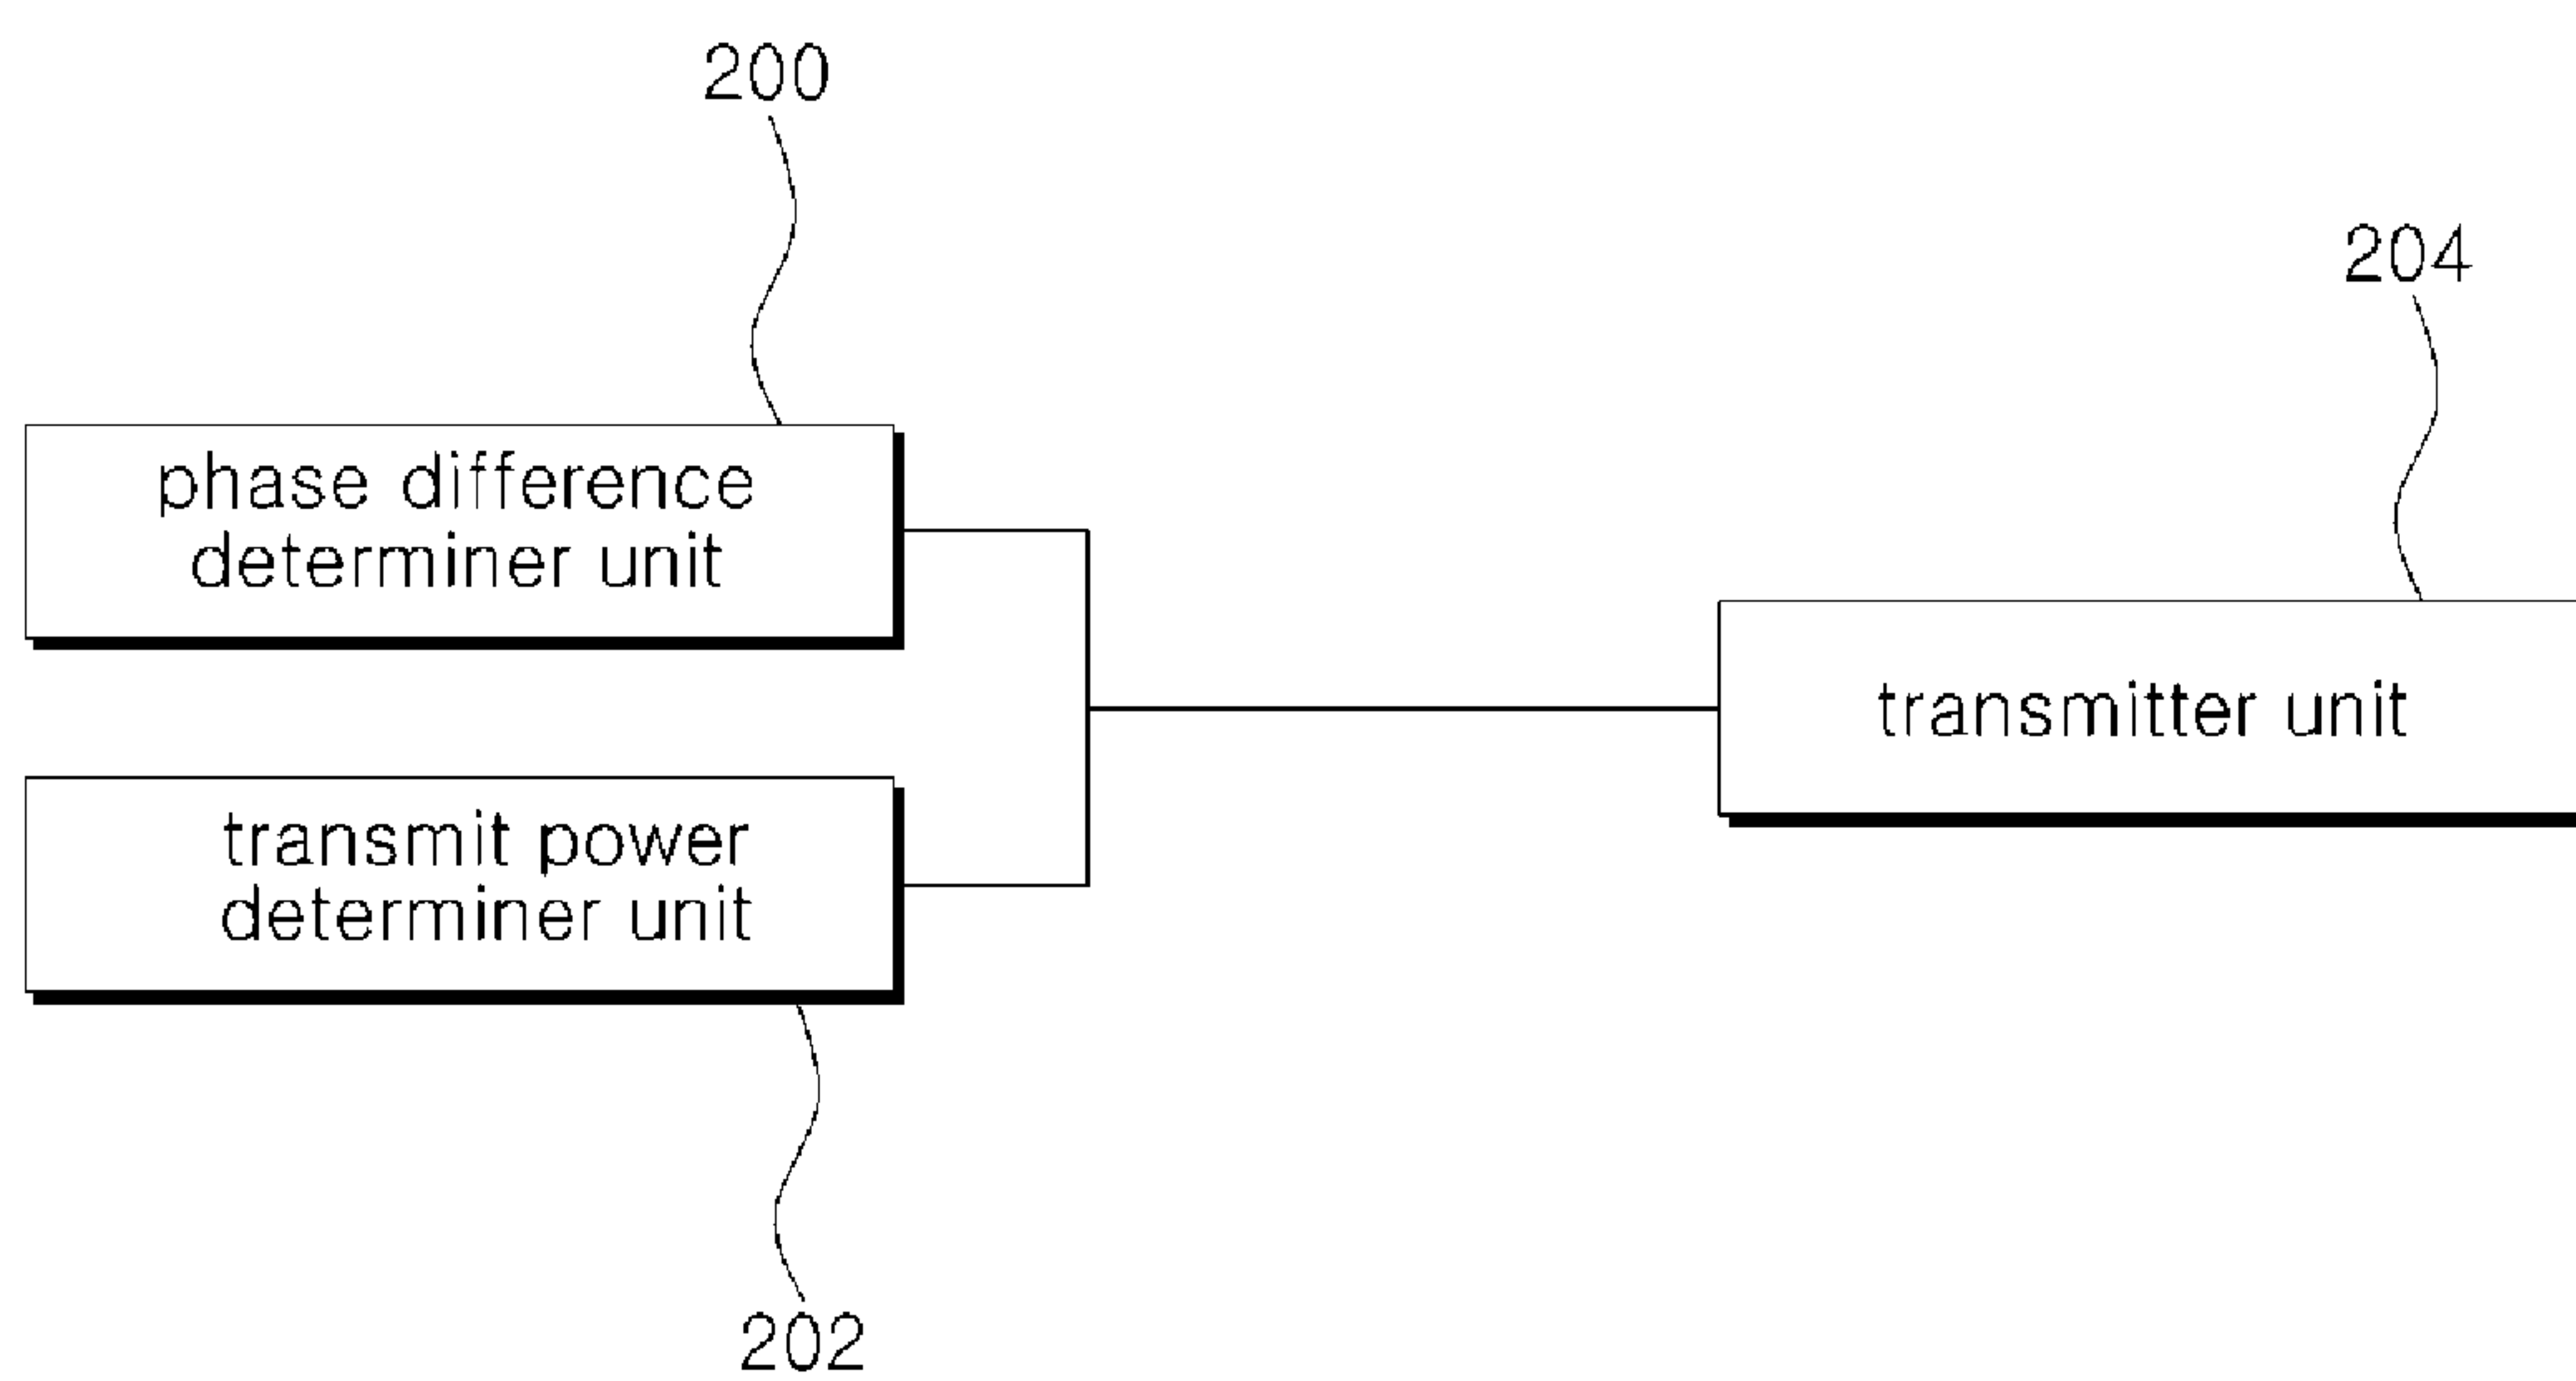 200
204
phase difference
determiner unit
transmitter unit
transmit power
determiner unit
202